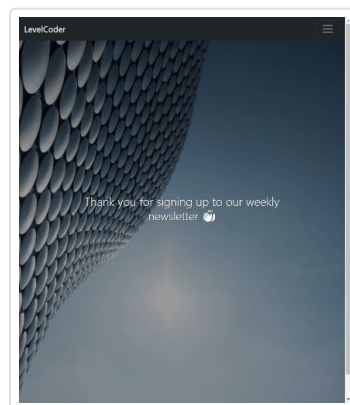 LevelCoder
Thank you for signing up to our weekly
newsletter 👋